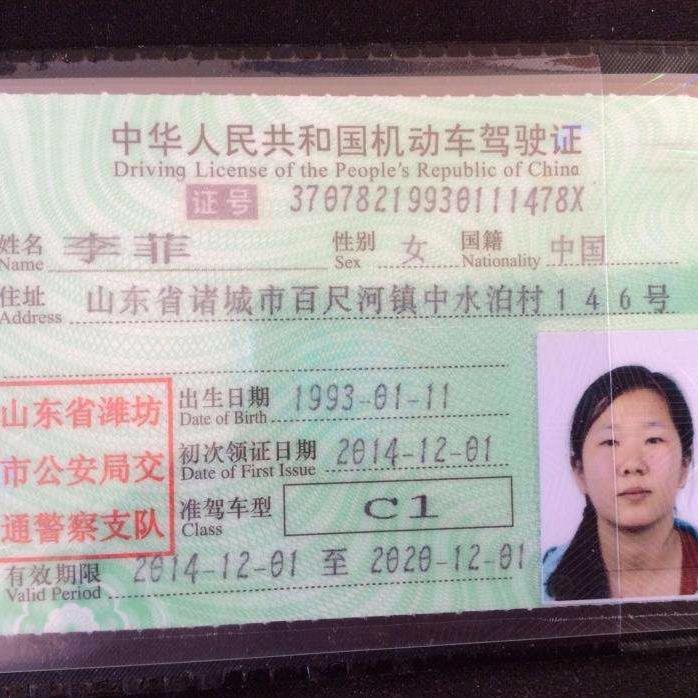 中华人民共和国机动车驾驶证
Driving License of the People's Republic of China
证号 37078219930111478X
姓名 李菲 性别 女 国籍 中国
Name Sex Nationality
住址 山东省诸城市百尺河镇中水泊村146号
Address
出生日期 1993-01-11
Date of Birth
初次领证日期 2014-12-01
Date of First Issue
准驾车型 C1
Class
山东省潍坊
市公安局交
通警察支队
有效期限 2014-12-01 至 2020-12-01
Valid Period